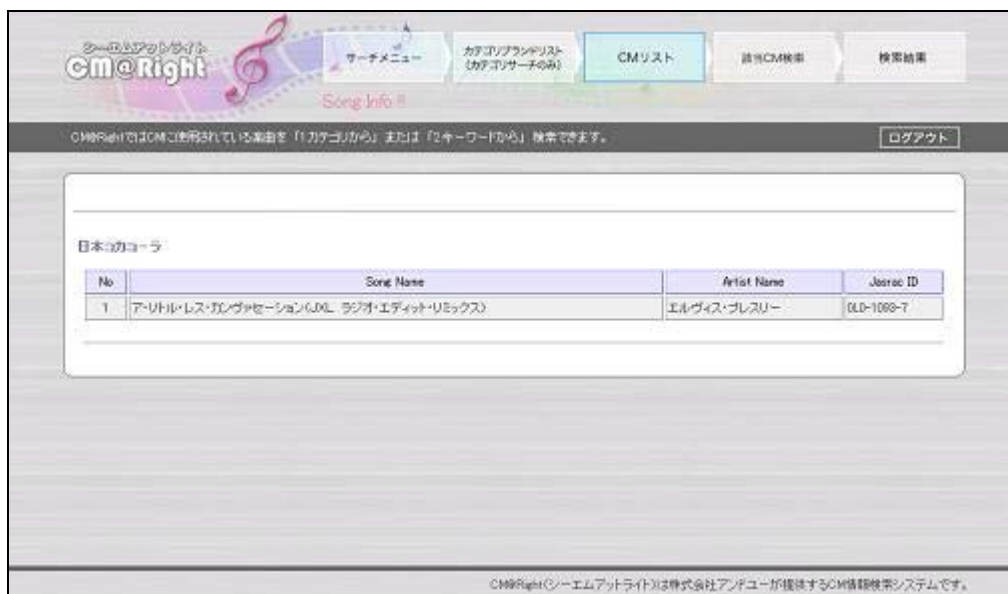 シーエムアットライト
CM@Right
サーチメニュー
カテゴリブランドリスト
(カテゴリサーチのみ)
CMリスト
該当CM検索
検索結果
Song Info !!
CM@RightではCMに使用されている楽曲を「1カテゴリから」または「2キーワードから」検索できます。
ログアウト
日本コカコーラ
No Song Name Artist Name Jasrac ID
1 ア・リトル・レス・カンヴァセーション(JXL ラジオ・エディット・リミックス) エルヴィス・プレスリー
CM@Right(シーエムアットライト)は株式会社アンドユーが提供するCM情報検索システムです。